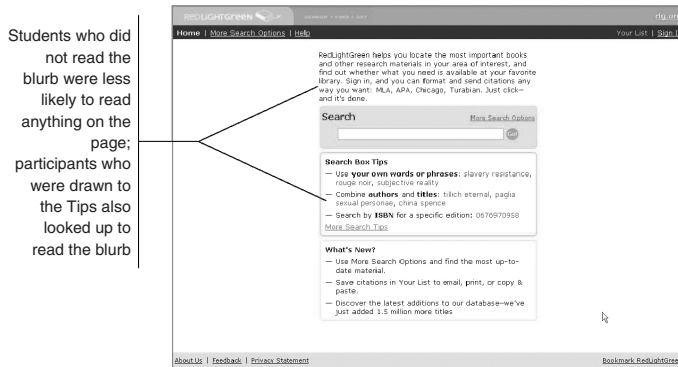 Students who did
not read the
blurb were less
likely to read
anything on the
page;
participants who
were drawn to
the Tips also
looked up to
read the blurb
REDLIGHTGREEN
rlg.or
Home | More Search Options | Help
Your List | Sign I
RedLightGreen helps you locate the most important books
and other research materials in your area of interest, and
find out whether what you need is available at your favorite
library. Sign in, and you can format and send citations any
way you want: MLA, APA, Chicago, Turabian. Just click—
and it's done.
Search
More Search Options
Go!
Search Box Tips
— Use your own words or phrases: slavery resistance,
rouge noir, subjective reality
— Combine authors and titles: tillich eternal, paglia
sexual personae, china spence
— Search by ISBN for a specific edition: 0676970958
More Search Tips
What's New?
— Use More Search Options and find the most up-to-
date material.
— Save citations in Your List to email, print, or copy &
paste.
— Discover the latest additions to our database—we've
just added 1.5 million more titles
About Us | Feedback | Privacy Statement
Bookmark RedLightGree